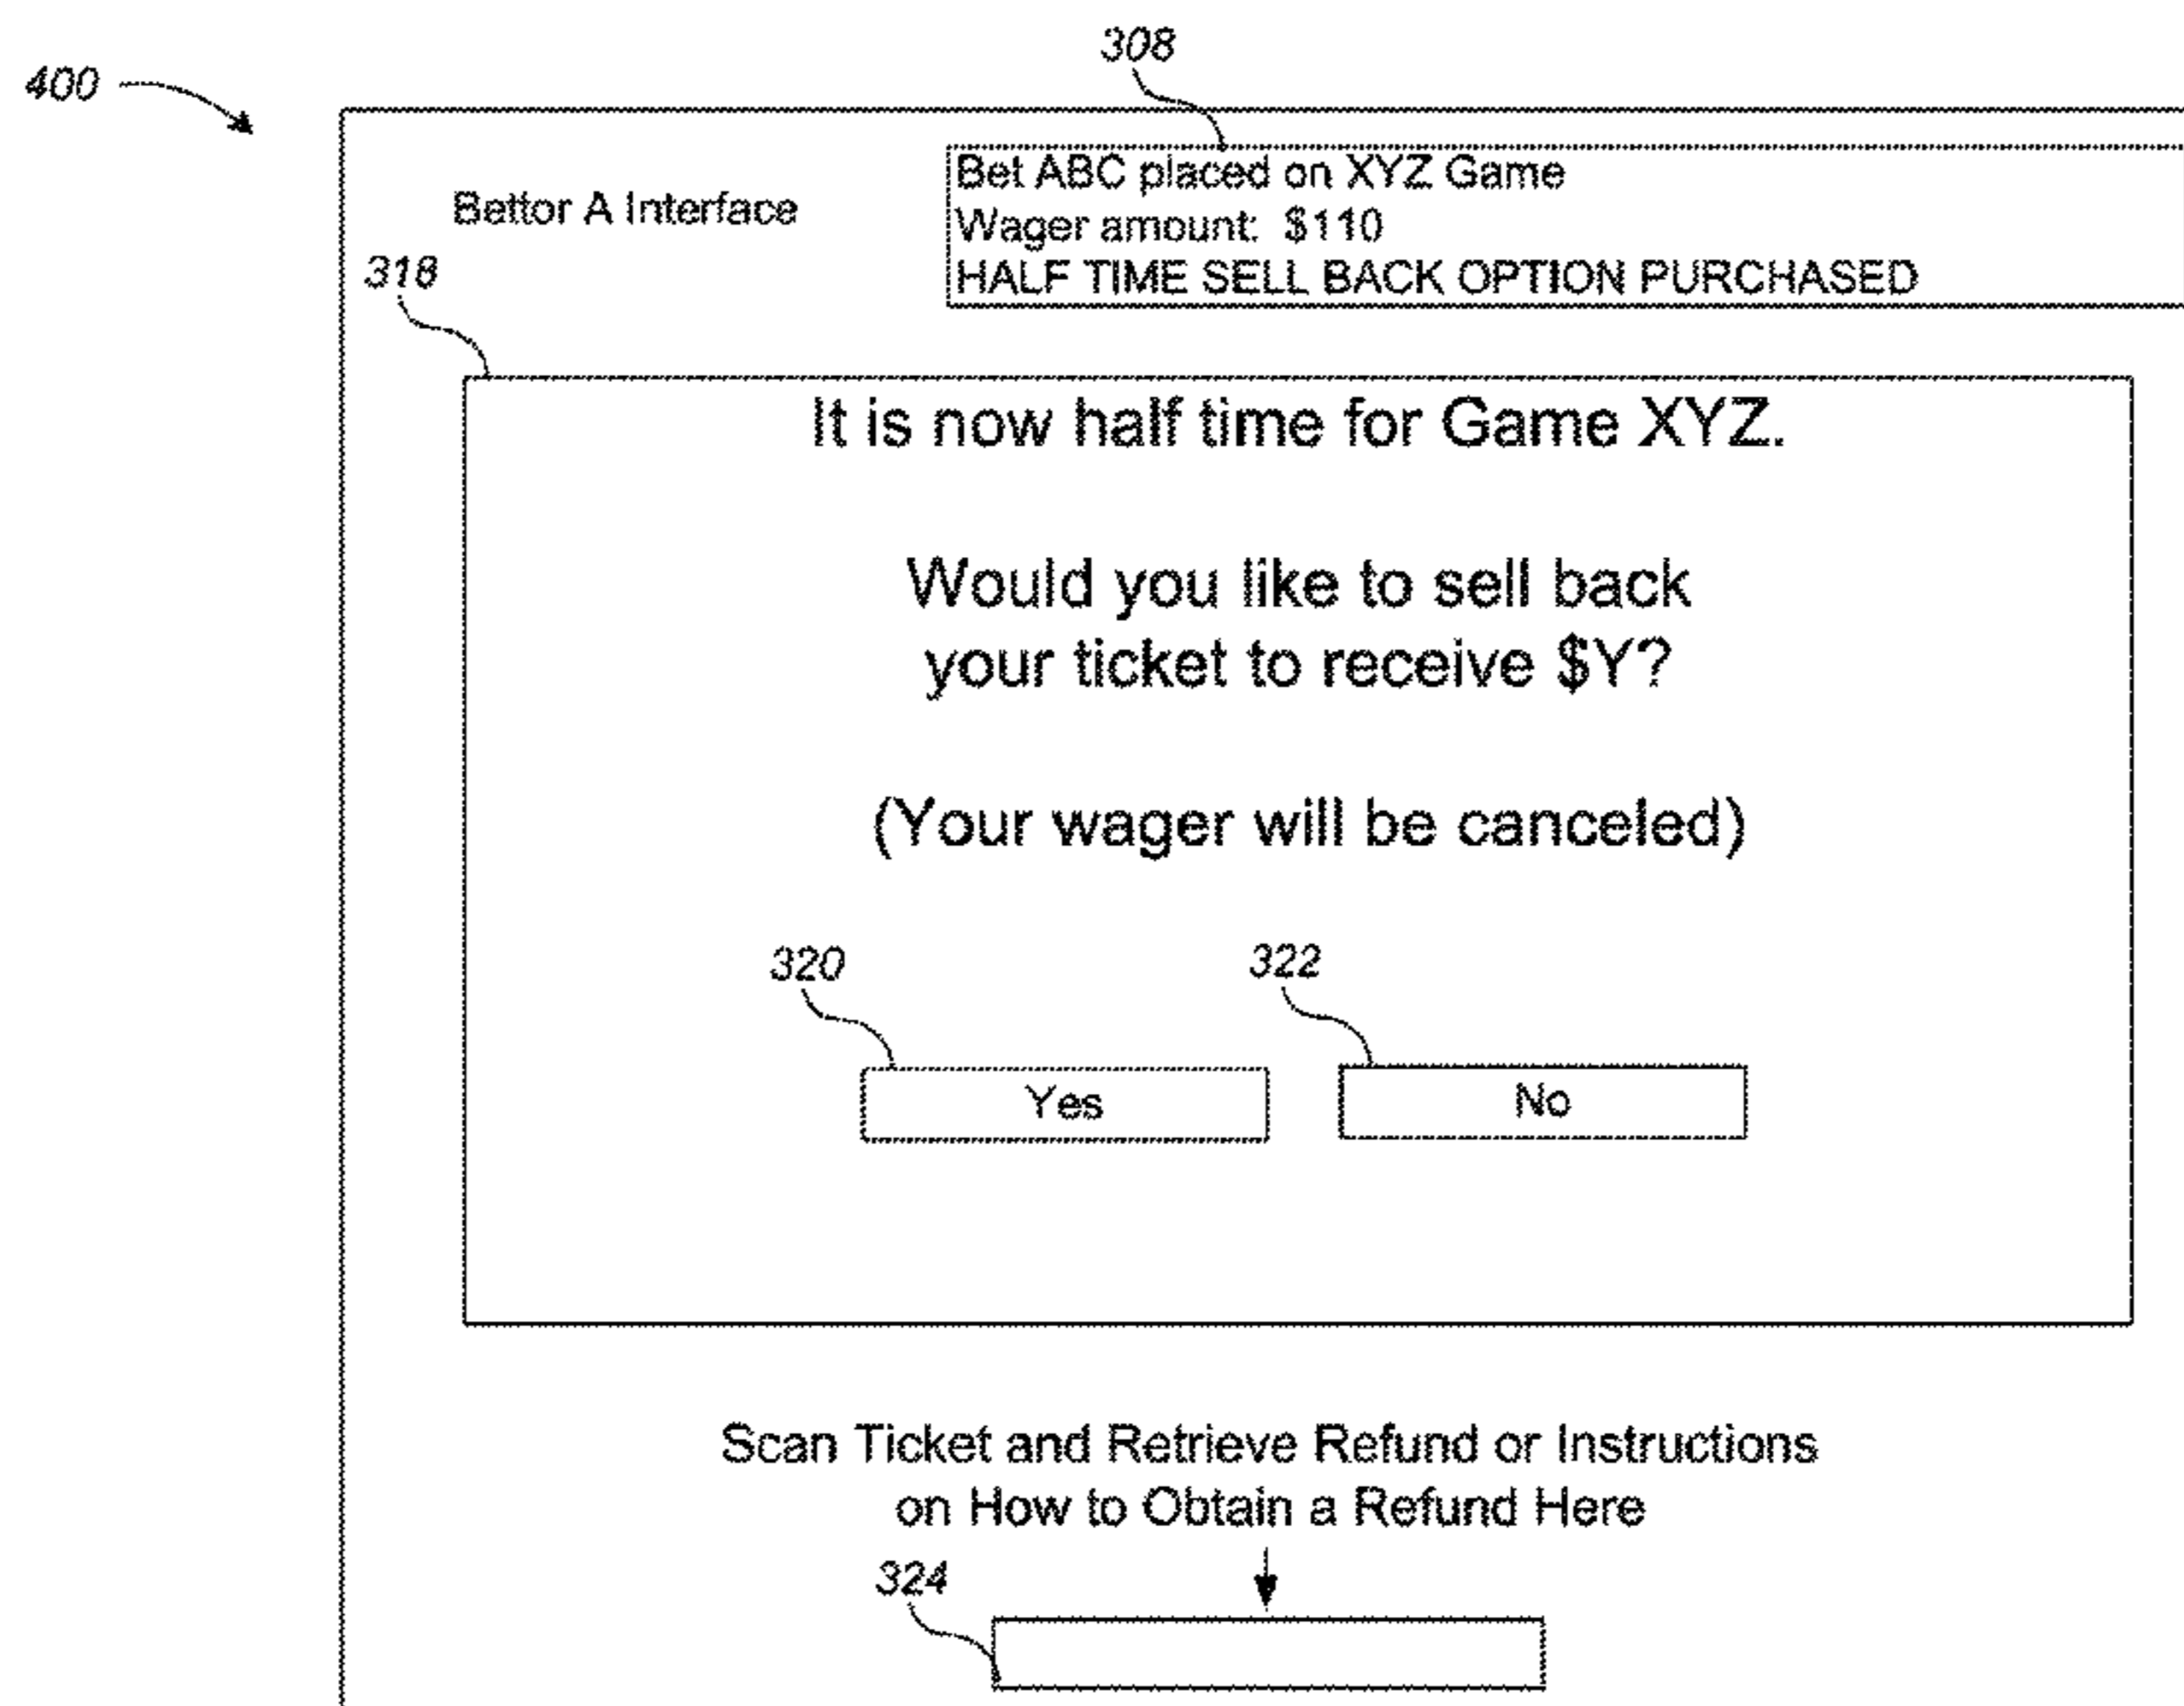 308
400
Bet ABC placed on XYZ Game
Bettor A Interface
Wager amount: $110
HALF TIME SELL BACK OPTION PURCHASED
318
It is now half time for Game XYZ.
Would you like to sell back
your ticket to receive $Y?
(Your wager will be canceled)
320
322
Yes
No
Scan Ticket and Retrieve Refund or Instructions
on How to Obtain a Refund Here
324